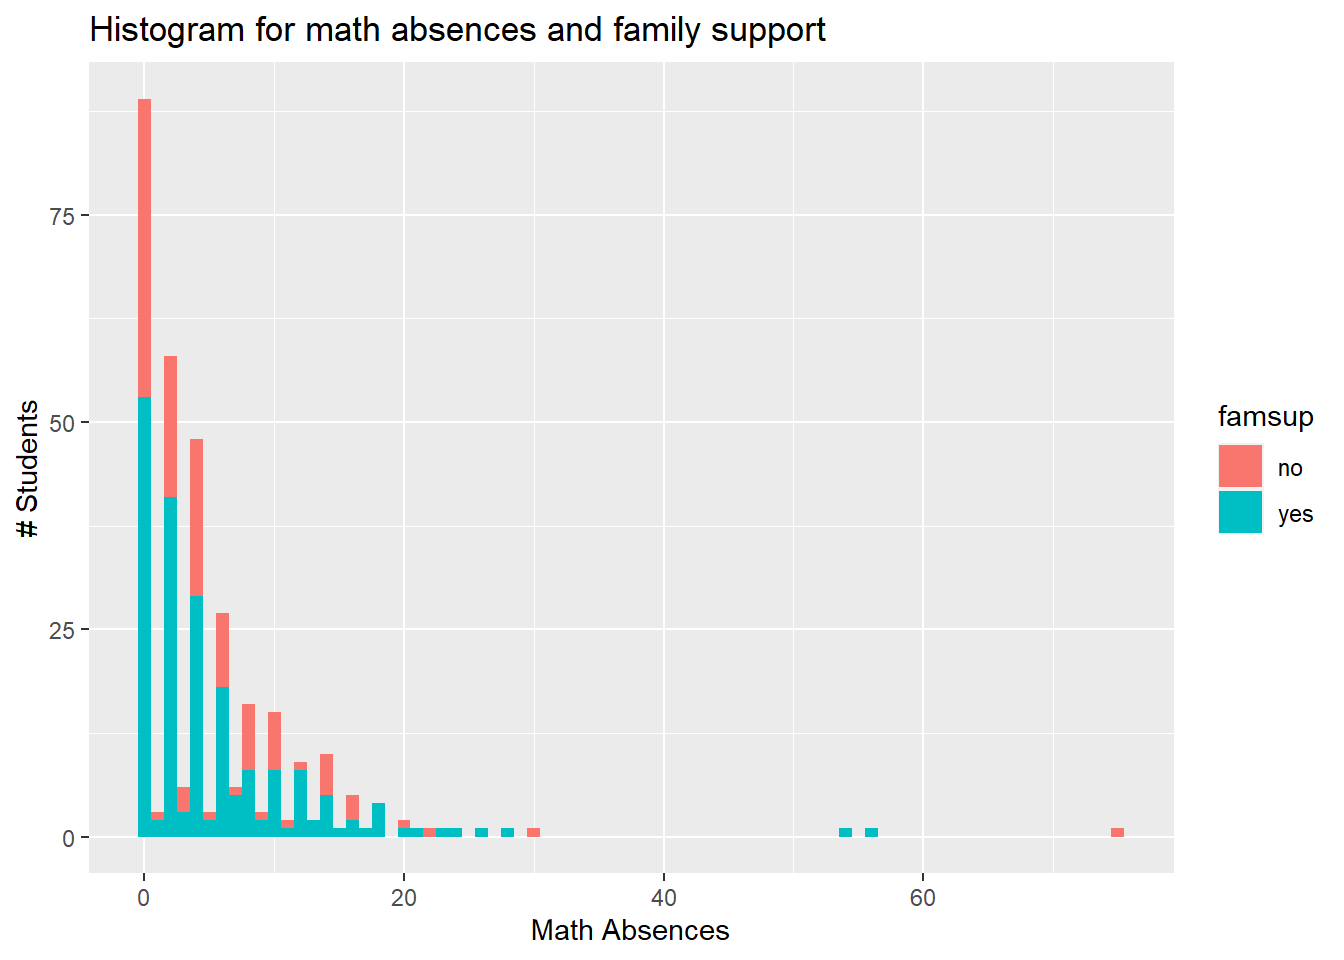 Histogram for math absences and family support
75
50
25
0
# Students
0 20 40 60
Math Absences
famsup
no
yes